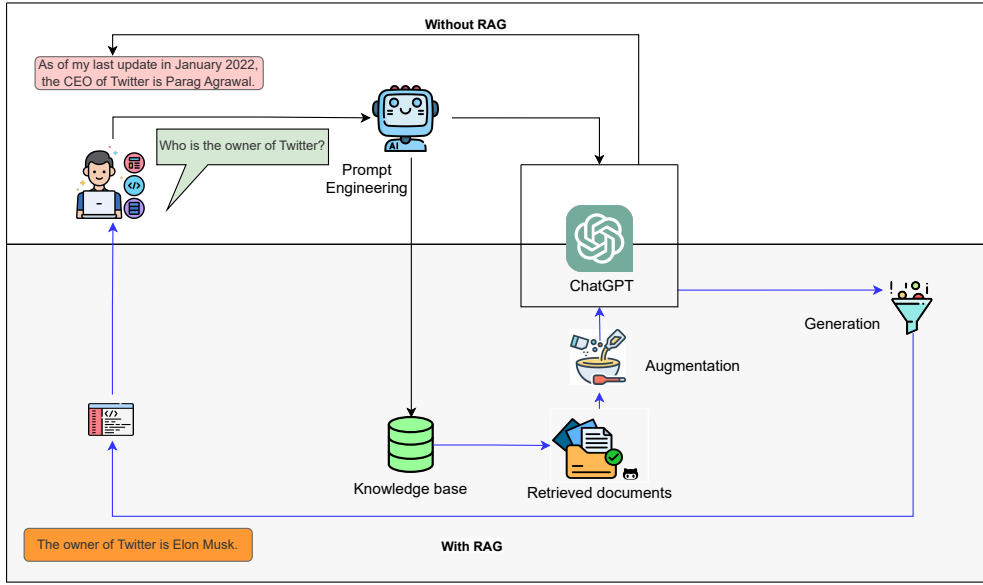 Without RAG
As of my last update in January 2022,
the CEO of Twitter is Parag Agrawal.
Who is the owner of Twitter?
AI
Prompt
Engineering
</>
ChatGPT
Generation
Augmentation
</>
Knowledge base
Retrieved documents
The owner of Twitter is Elon Musk.
With RAG